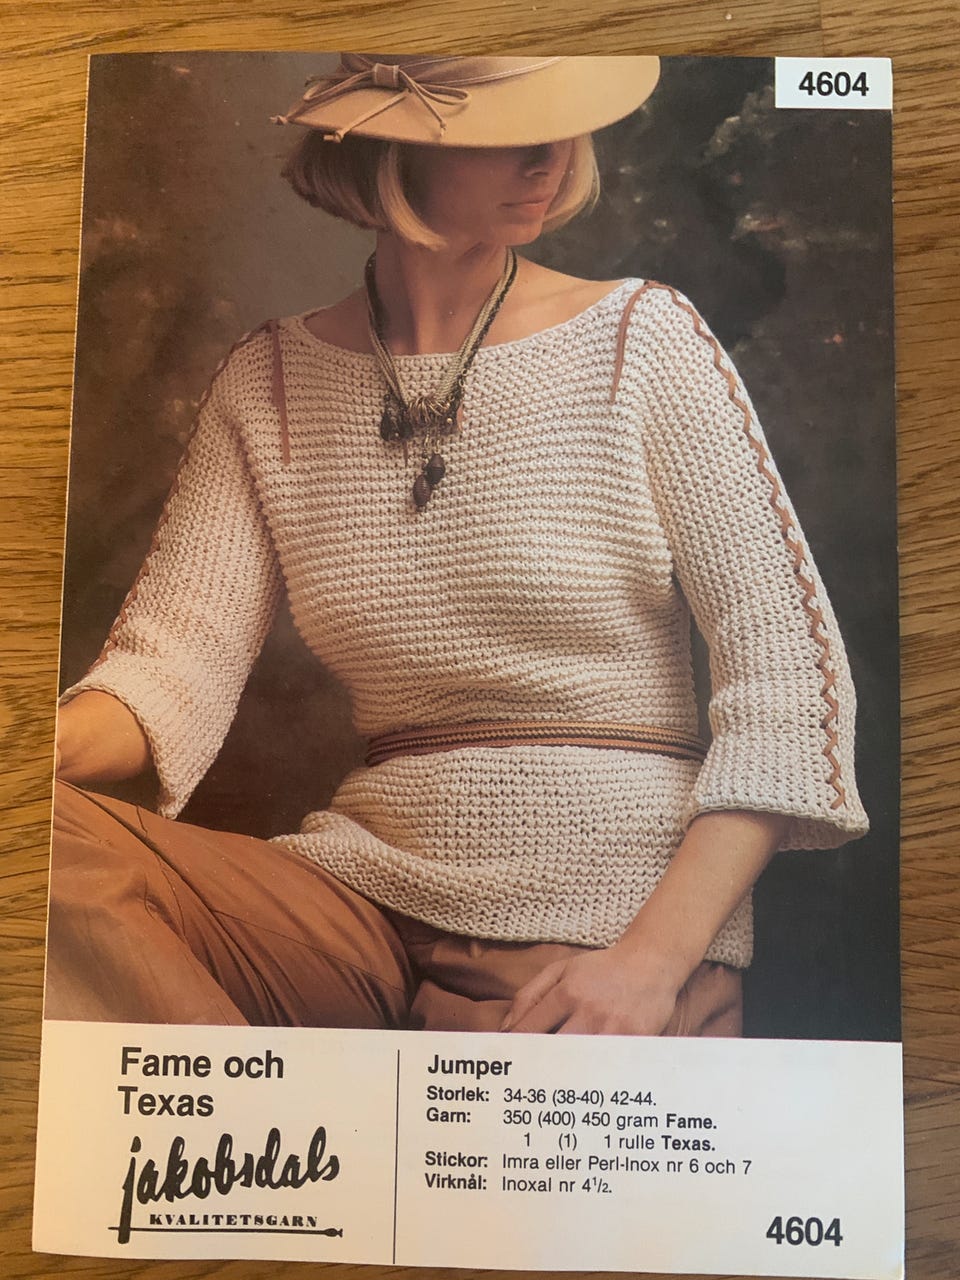 4604
Fame och
Texas
jakobsdals
KVALITETSGARN
Jumper
Storlek: 34-36 (38-40) 42-44.
Garn: 350 (400) 450 gram Fame.
1 (1) 1 rulle Texas.
Stickor: Imra eller Perl-Inox nr 6 och 7
Virknål: Inoxal nr 4½.
4604